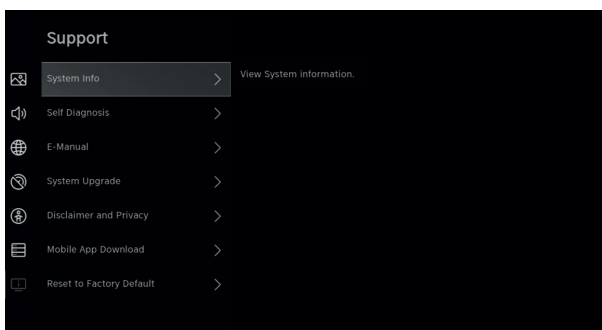 Support
System Info
View System information.
Self Diagnosis
E-Manual
System Upgrade
Disclaimer and Privacy
Mobile App Download
Reset to Factory Default